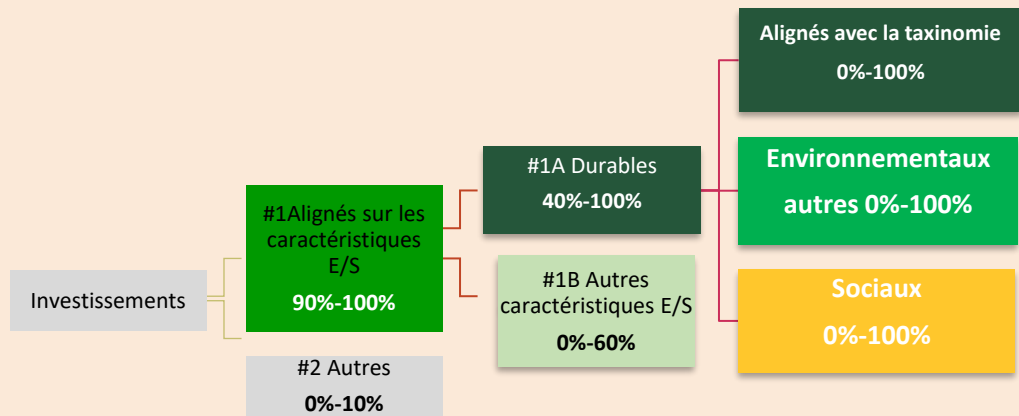 Investissements
#1Alignés sur les
caractéristiques
E/S
90%-100%
#2 Autres
0%-10%
#1A Durables
40%-100%
#1B Autres
caractéristiques E/S
0%-60%
Alignés avec la taxinomie
0%-100%
Environnementaux
autres 0%-100%
Sociaux
0%-100%